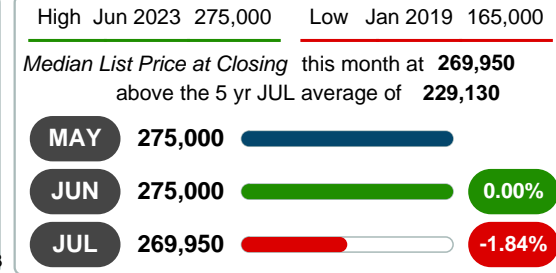 High Jun 2023 275,000 Low Jan 2019 165,000
Median List Price at Closing this month at 269,950
above the 5 yr JUL average of 229,130
MAY 275,000
JUN 275,000 0.00%
JUL 269,950 -1.84%